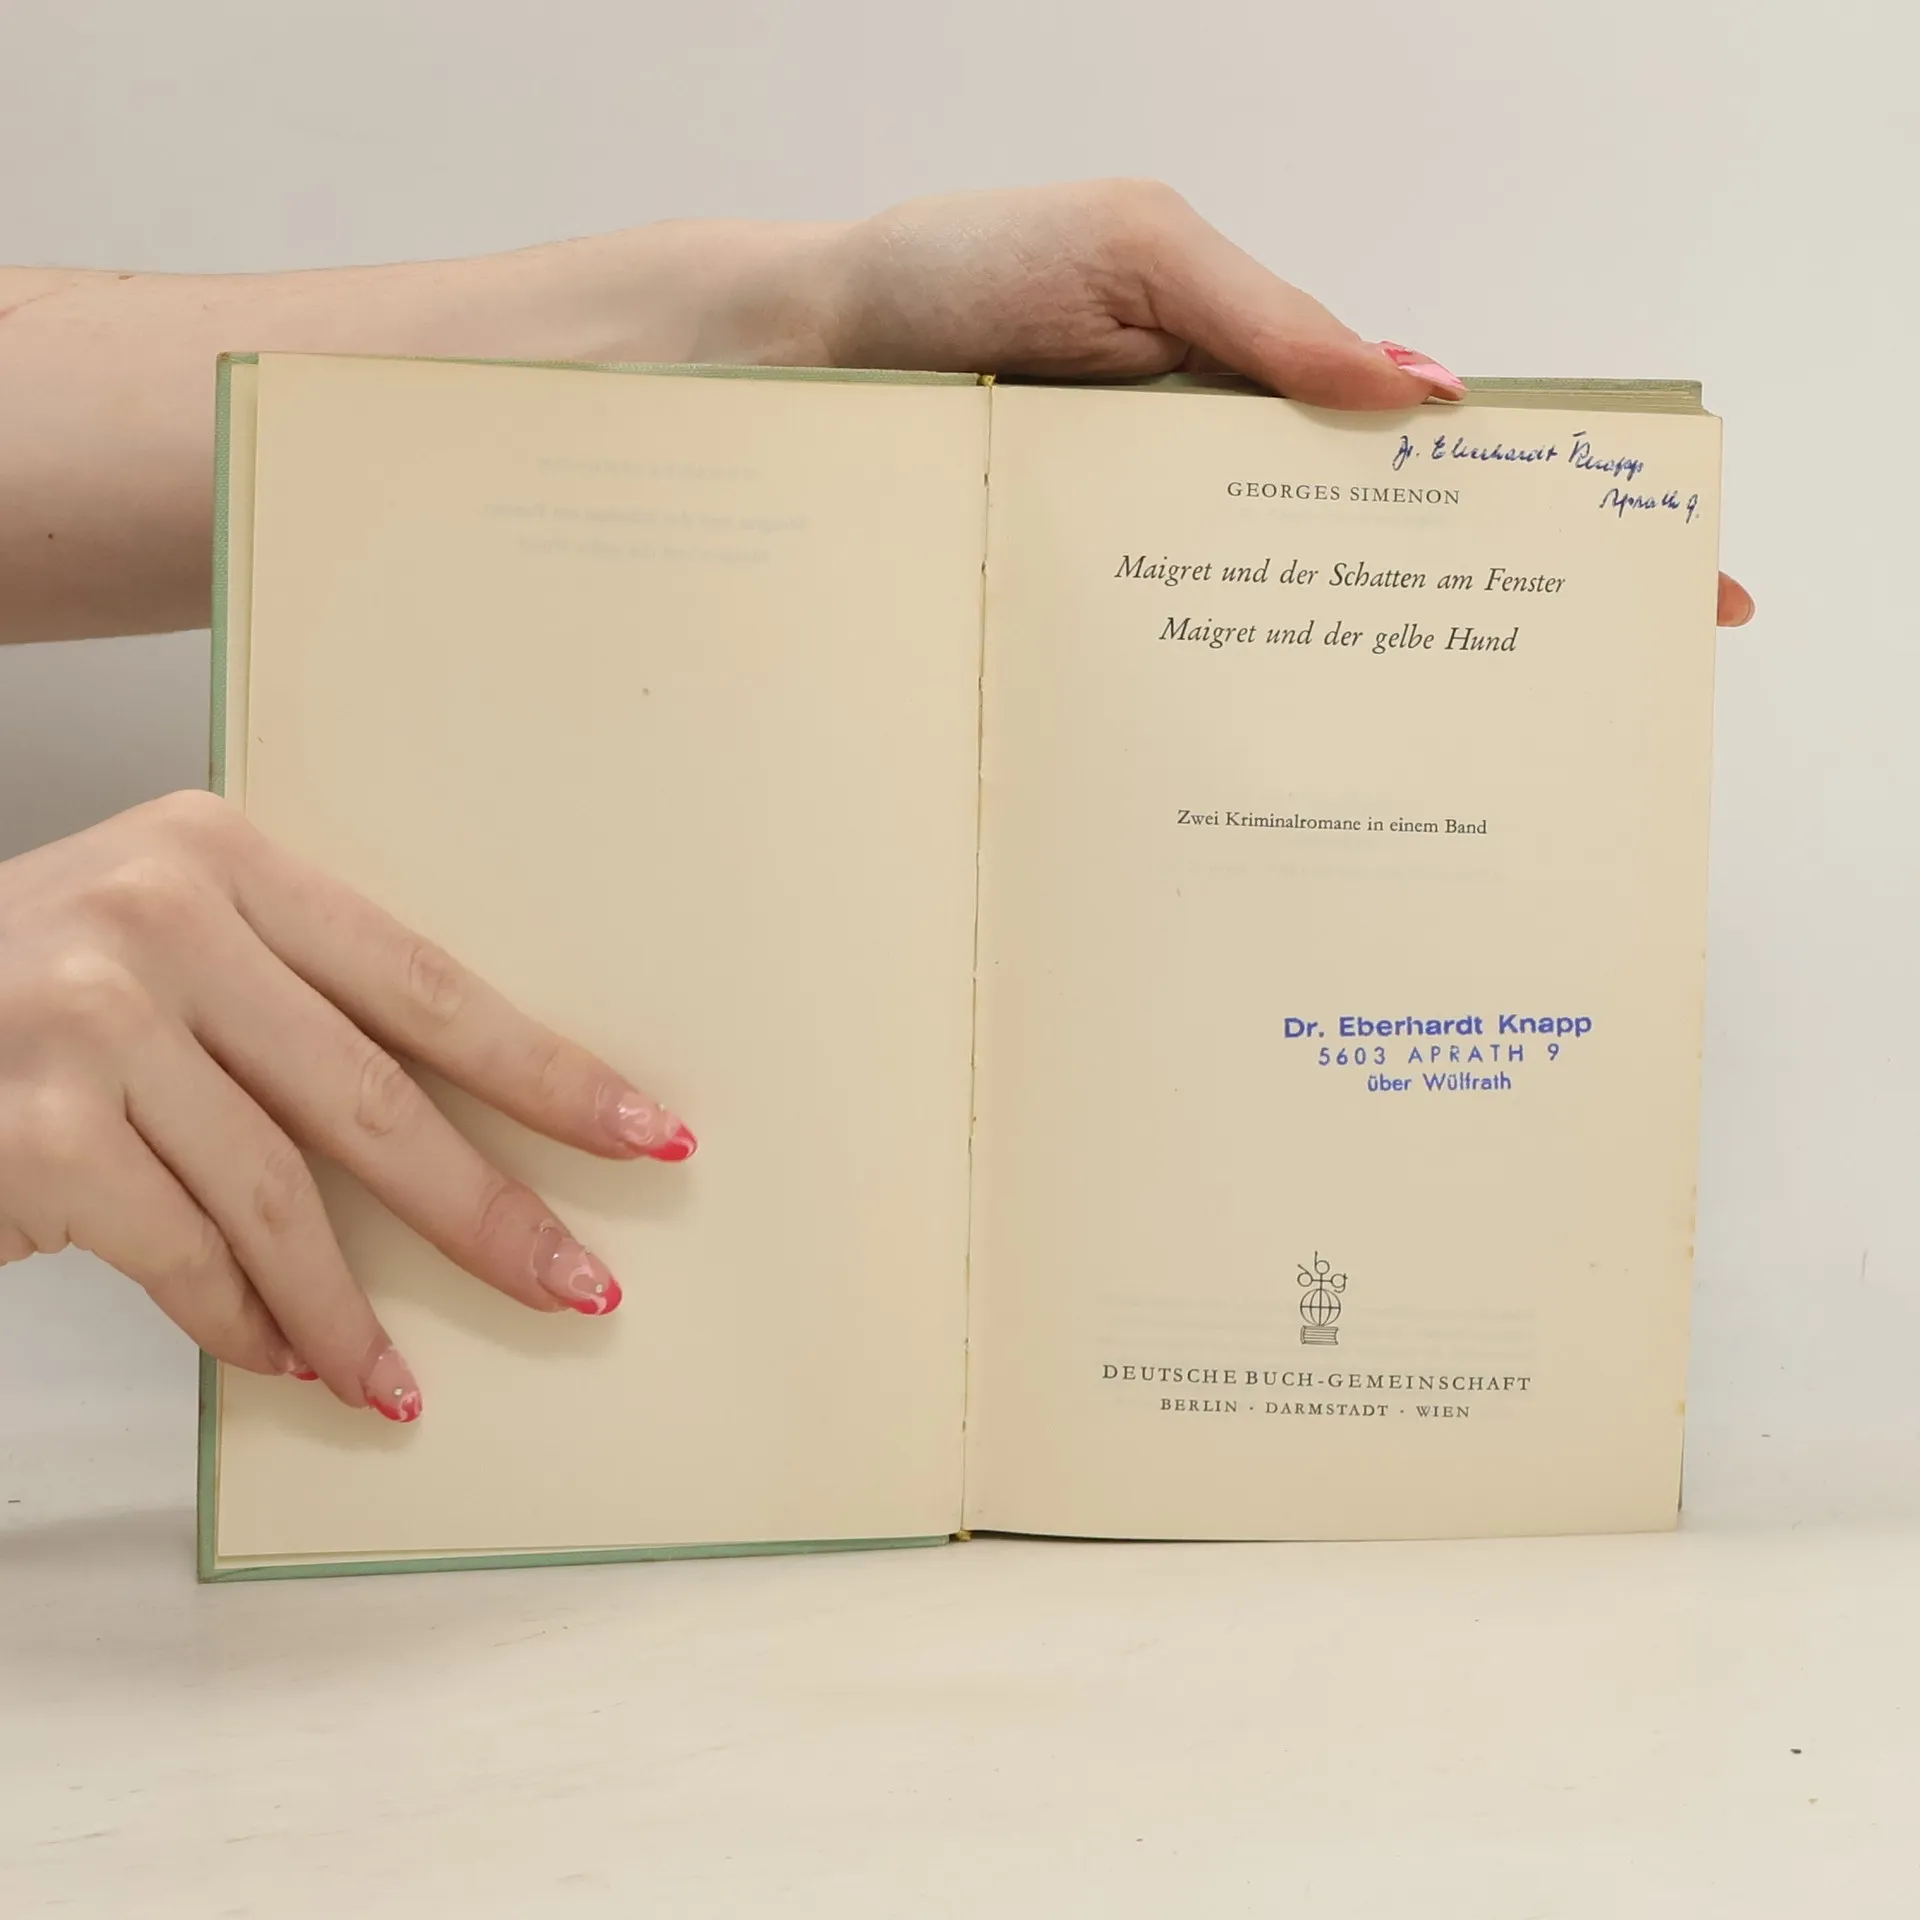 Dr. Eberhardt Knapp
Aprath 9.
GEORGES SIMENON
Maigret und der Schatten am Fenster
Maigret und der gelbe Hund
Zwei Kriminalromane in einem Band
Dr. Eberhardt Knapp
5603 APRATH 9
über Wülfrath
dbg
DEUTSCHE BUCH-GEMEINSCHAFT
BERLIN · DARMSTADT · WIEN